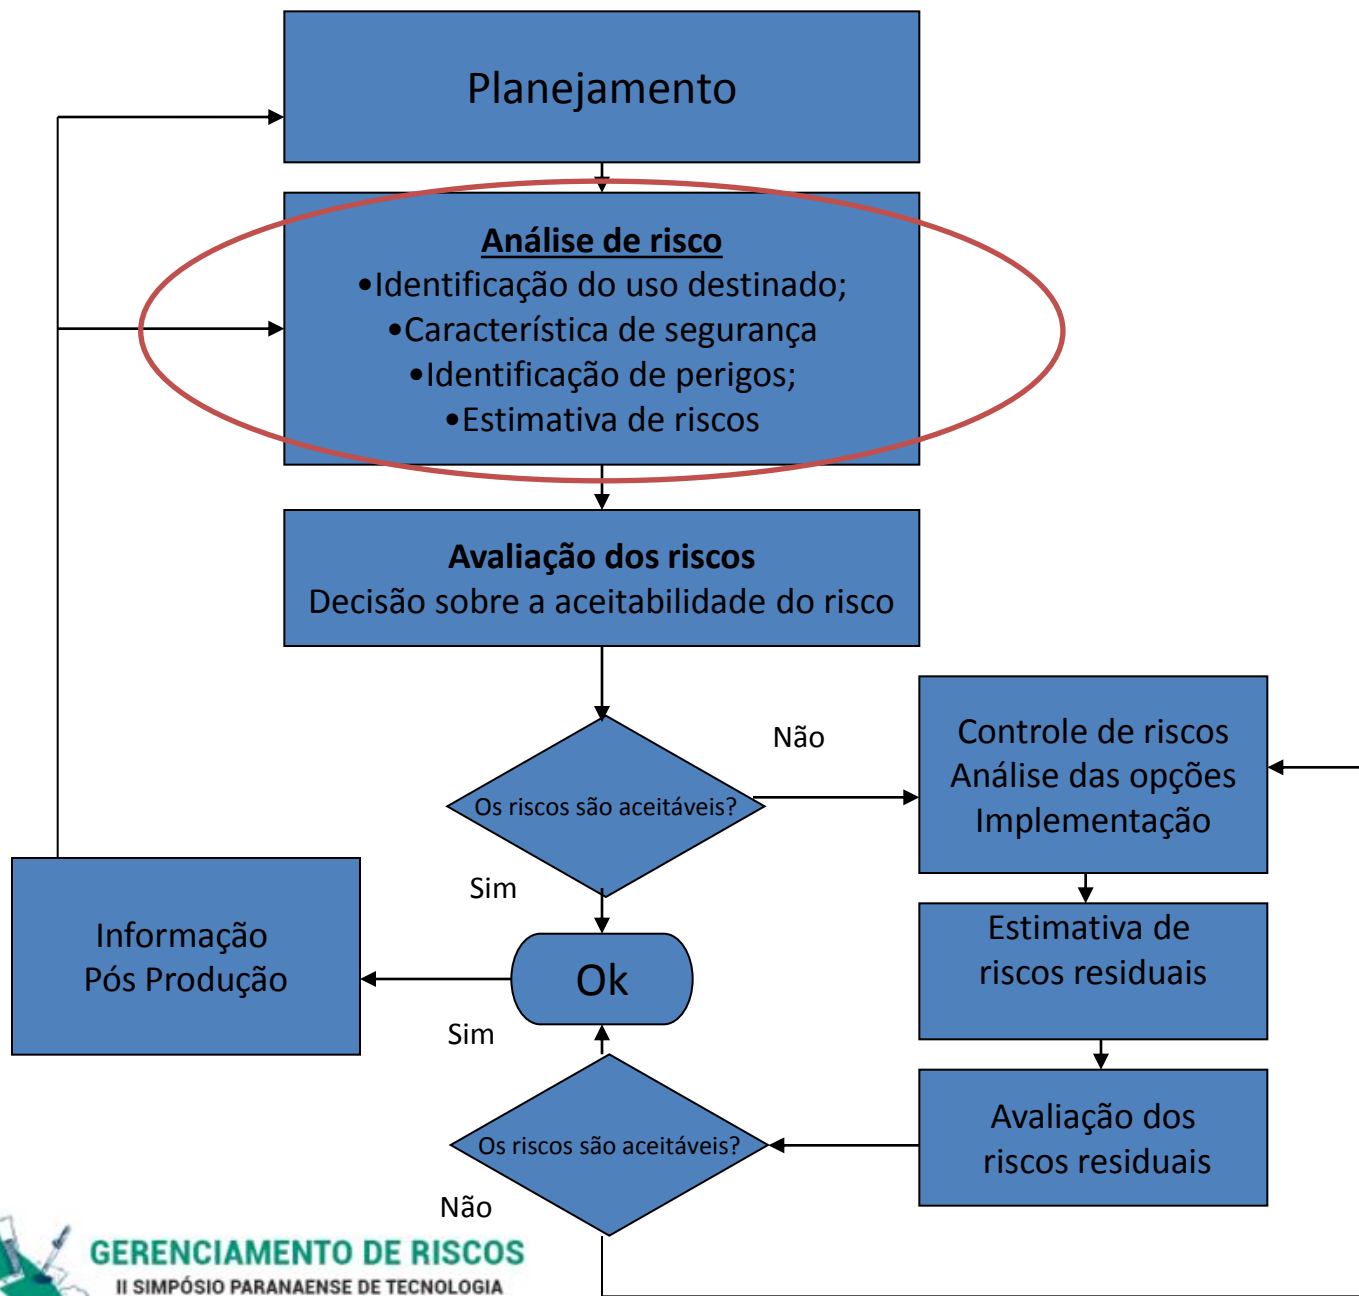 Planejamento
Análise de risco
•Identificação do uso destinado;
•Característica de segurança
•Identificação de perigos;
•Estimativa de riscos
Avaliação dos riscos
Decisão sobre a aceitabilidade do risco
Os riscos são aceitáveis?
Não
Controle de riscos
Análise das opções
Implementação
Sim
Estimativa de
riscos residuais
Ok
Informação
Pós Produção
Sim
Avaliação dos
riscos residuais
Os riscos são aceitáveis?
Não
GERENCIAMENTO DE RISCOS
II SIMPÓSIO PARANAENSE DE TECNOLOGIA